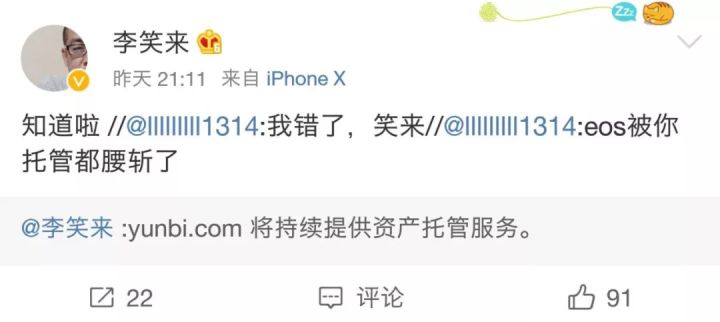 Zzz
李笑来 6
昨天 21:11 来自 iPhone X
知道啦 //@lllllllll1314:我错了，笑来//@lllllllll1314:eos被你
托管都腰斩了
@李笑来 :yunbi.com 将持续提供资产托管服务。
22 评论 91